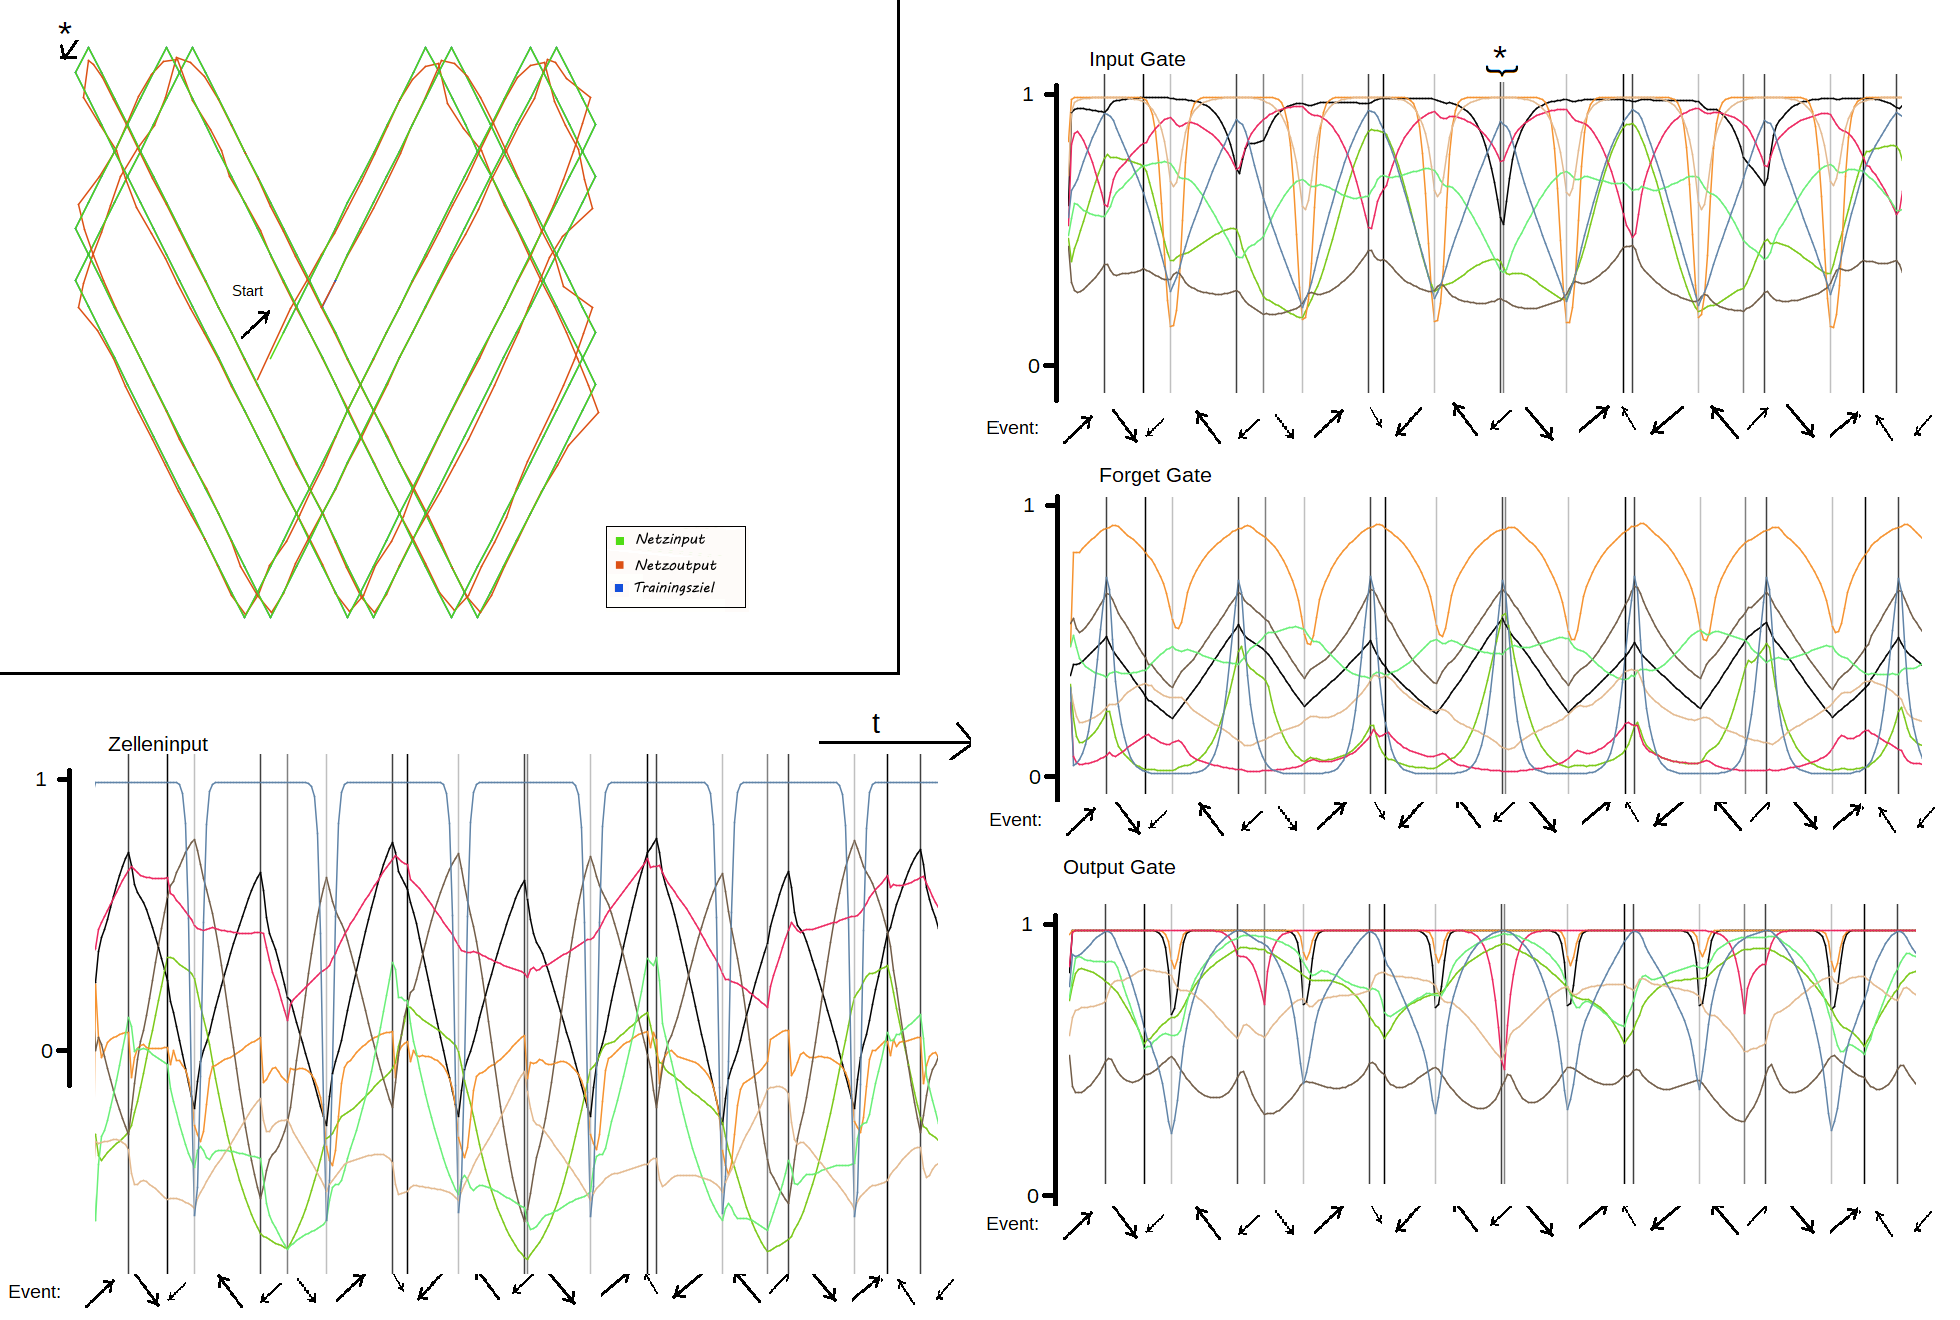 *
Start
Netzinput
Netzoutput
Trainingsziel
Input Gate
*
1
0
Event:
Forget Gate
1
0
Event:
t
Zelleninput
1
0
Event:
Output Gate
1
0
Event: